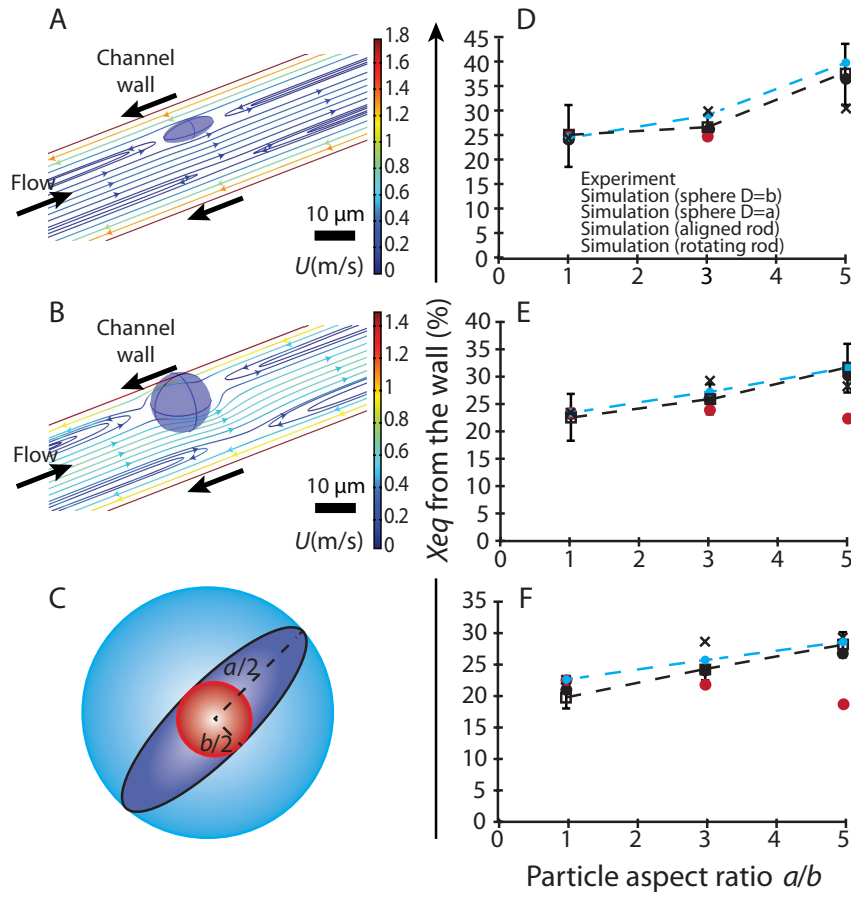 A
Channel
wall
Flow
10 μm
U(m/s)
1.8
1.6
1.4
1.2
1
0.8
0.6
0.4
0.2
0
B
Channel
wall
Flow
10 μm
U(m/s)
1.4
1.2
1
0.8
0.6
0.4
0.2
0
C
a/2
b/2
Xeq from the wall (%)
D
45
40
35
30
25
20
15
10
5
0
Experiment
Simulation (sphere D=b)
Simulation (sphere D=a)
Simulation (aligned rod)
Simulation (rotating rod)
0 1 2 3 4 5
E
40
35
30
25
20
15
10
5
0
0 1 2 3 4 5
F
35
30
25
20
15
10
5
0
0 1 2 3 4 5
Particle aspect ratio a/b